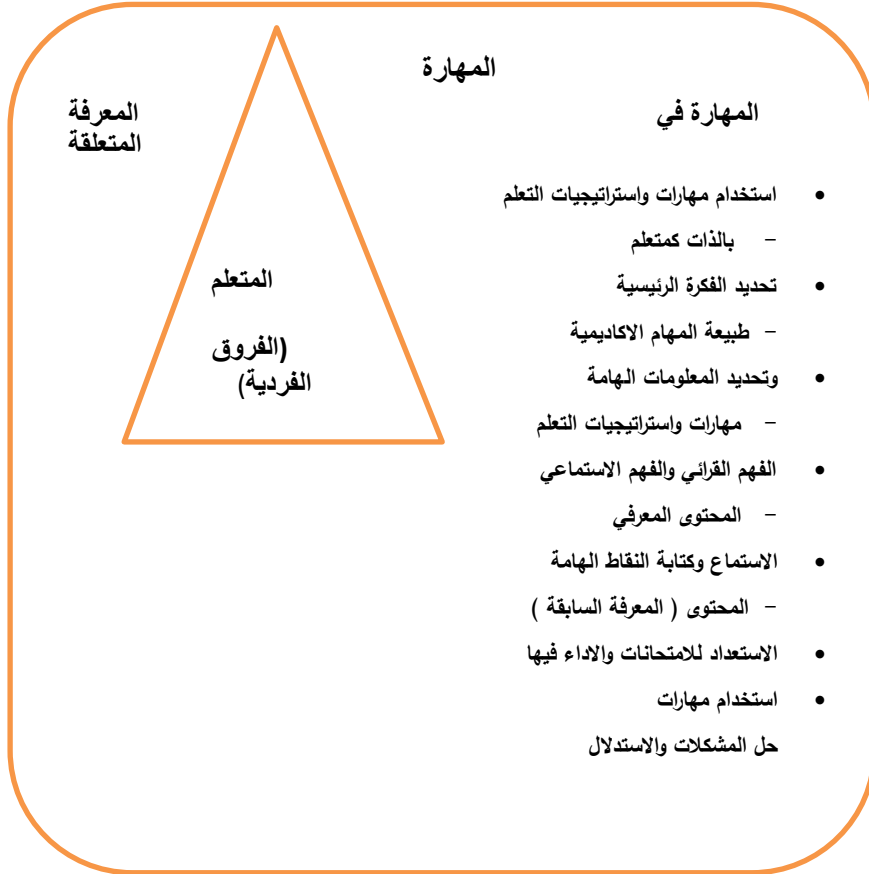 المهارة
المهارة في
المعرفة
المتعلقة
• استخدام مهارات واستراتيجيات التعلم
- بالذات كمتعلم
• تحديد الفكرة الرئيسية
- طبيعة المهام الاكاديمية
• وتحديد المعلومات الهامة
- مهارات واستراتيجيات التعلم
• الفهم القرائي والفهم الاستماعي
- المحتوى المعرفي
• الاستماع وكتابة النقاط الهامة
- المحتوى ( المعرفة السابقة )
• الاستعداد للامتحانات والاداء فيها
• استخدام مهارات
حل المشكلات والاستدلال
المتعلم
(الفروق
الفردية)